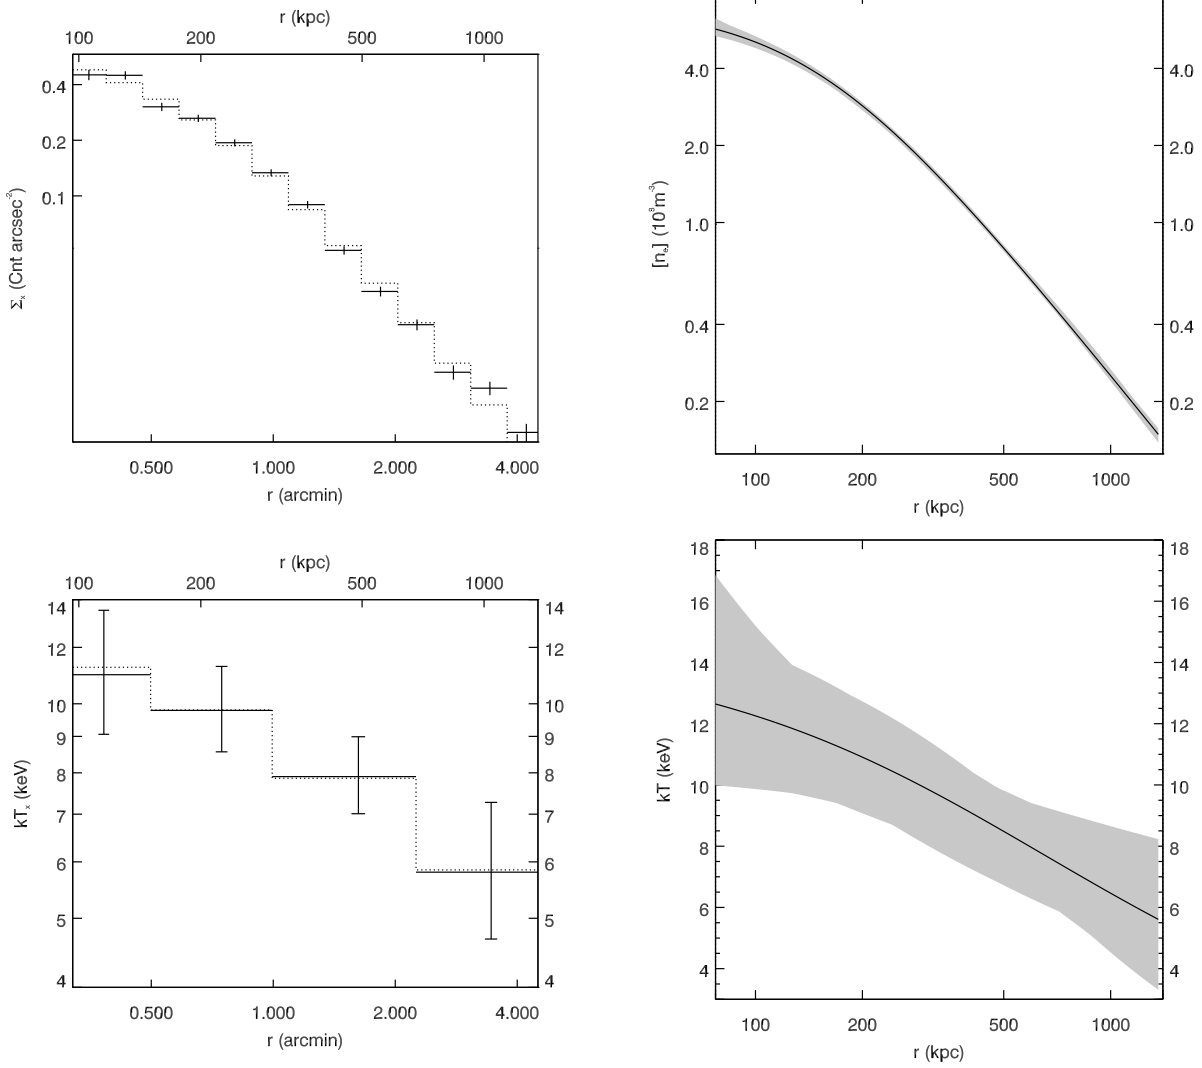 r (kpc)
100 200 500 1000
0.4
0.2
0.1
Σx (Cnt arcsec-2)
0.500 1.000 2.000 4.000
r (arcmin)
4.0 4.0
2.0 2.0
1.0 1.0
0.4 0.4
0.2 0.2
[ne] (10⁸m-3)
100 200 500 1000
r (kpc)
r (kpc)
100 200 500 1000
14 14
12 12
10 10
9 9
8 8
7 7
6 6
5 5
4 4
kTx (keV)
0.500 1.000 2.000 4.000
r (arcmin)
18 18
16 16
14 14
12 12
10 10
8 8
6 6
4 4
kT (keV)
100 200 500 1000
r (kpc)